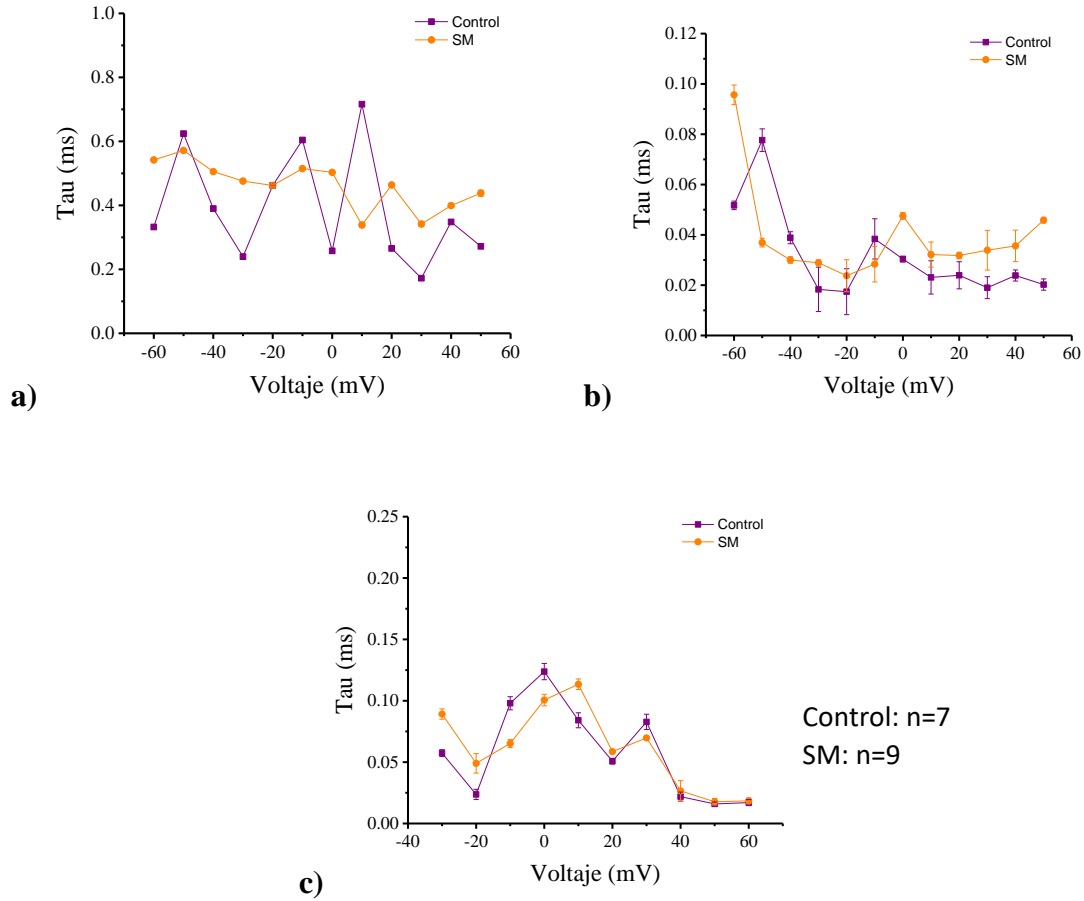 Control
SM
1.0
0.8
0.6
0.4
0.2
0.0
Tau (ms)
-60
-40
-20
0
20
40
60
Voltaje (mV)
a)
Control
SM
0.12
0.10
0.08
0.06
0.04
0.02
0.00
Tau (ms)
-60
-40
-20
0
20
40
60
Voltaje (mV)
b)
Control
SM
0.25
0.20
0.15
0.10
0.05
0.00
Tau (ms)
-40
-20
0
20
40
60
Voltaje (mV)
c)
Control: n=7
SM: n=9